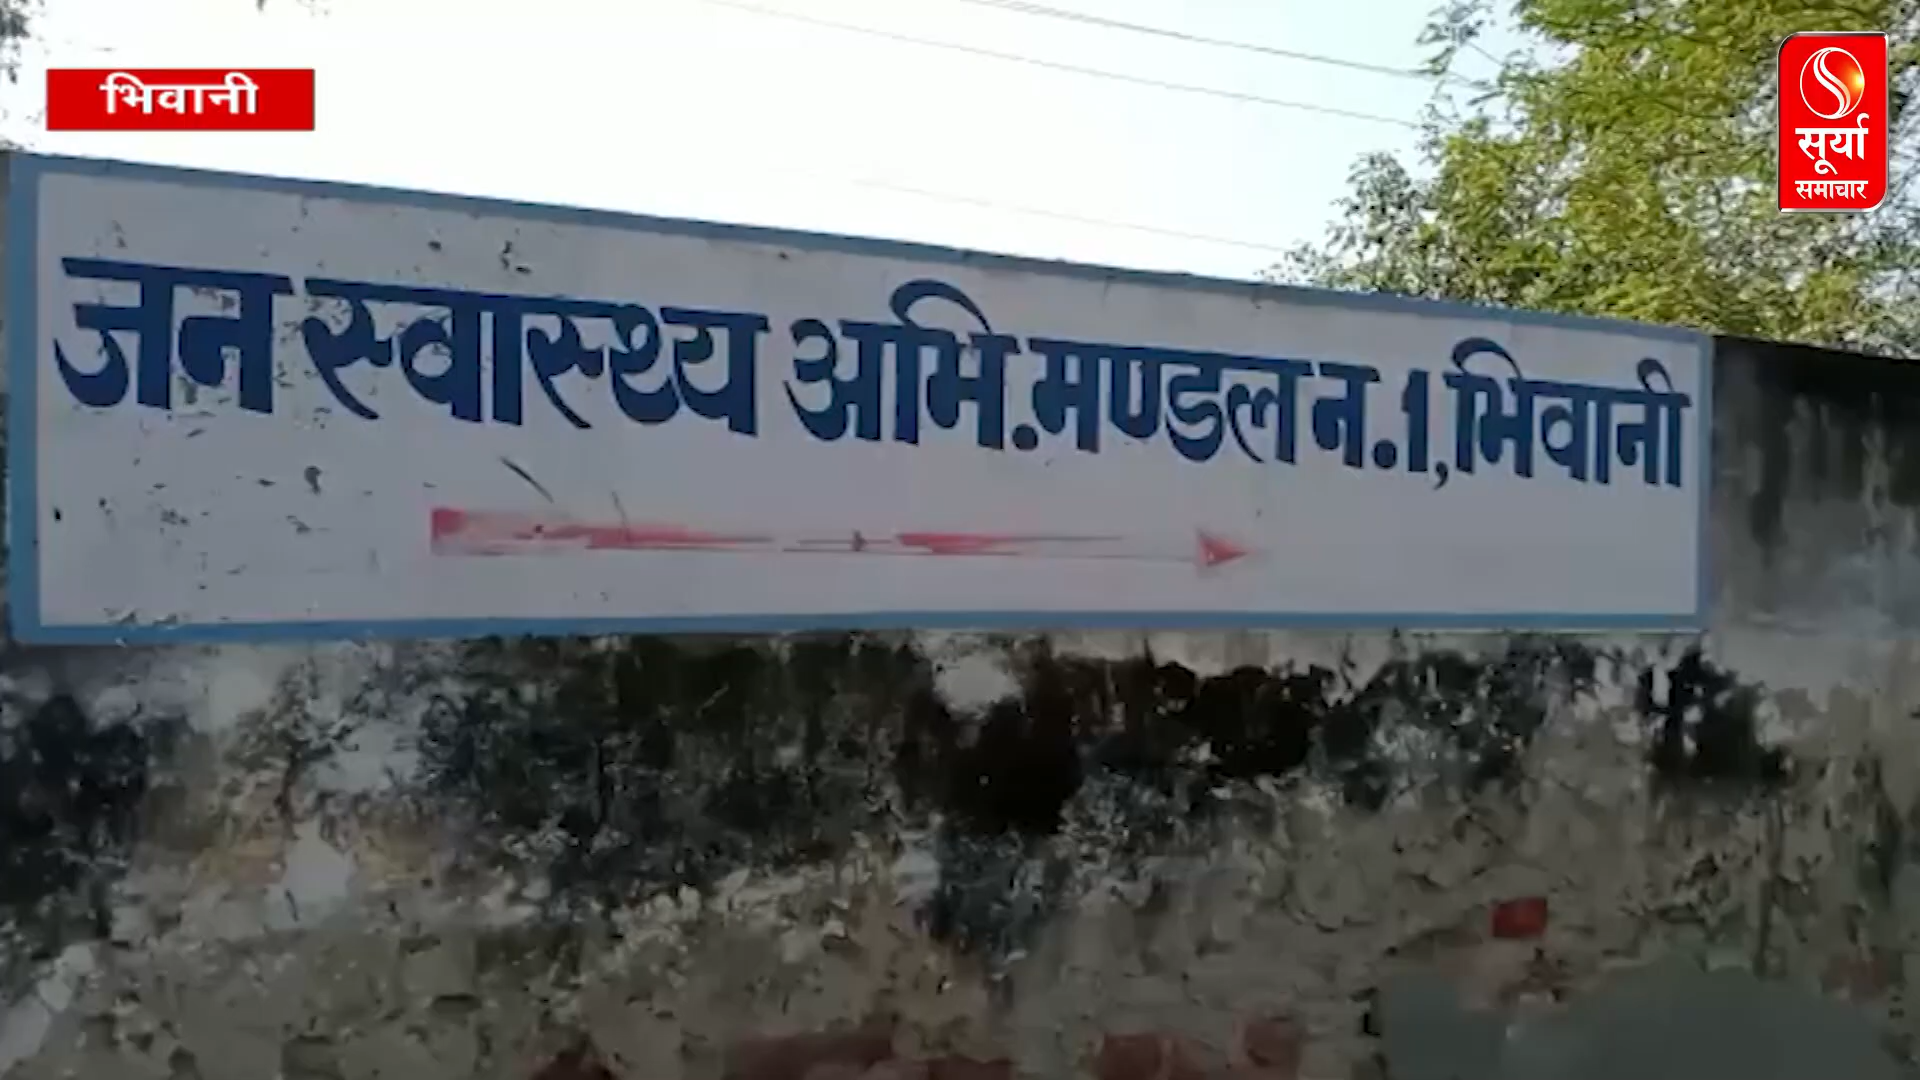 भिवानी
सूर्या
समाचार
जन स्वास्थ्य अभि.मण्डल न.1,भिवानी